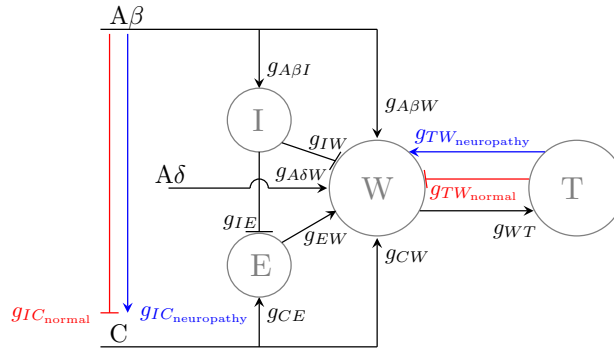 Aβ
g_{AβI}
I
g_{AβW}
g_{IW}
g_{TW_{neuropathy}}
Aδ
g_{AδW}
W
g_{TW_{normal}}
T
g_{IE}
g_{EW}
g_{WT}
E
g_{CW}
g_{IC_{normal}}
g_{IC_{neuropathy}}
g_{CE}
C